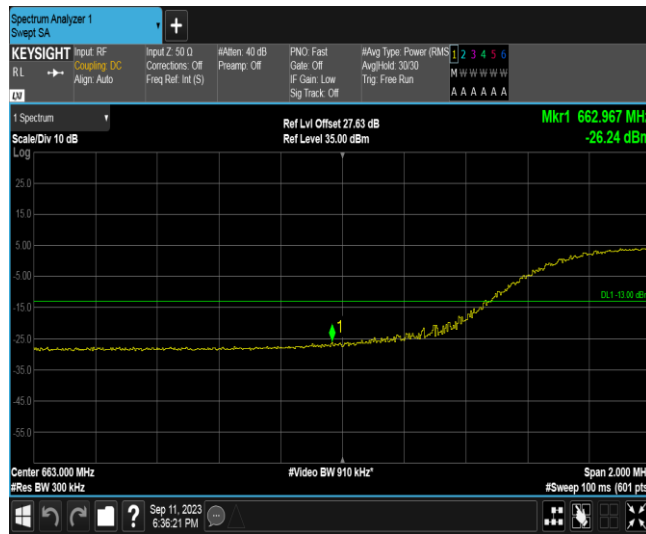 Spectrum Analyzer 1
Swept SA
+
KEYSIGHT
RL
LXI
Input: RF
Coupling: DC
Align: Auto
Input Z: 50 Ω
Corrections: Off
Freq Ref: Int (S)
#Atten: 40 dB
Preamp: Off
PNO: Fast
Gate: Off
IF Gain: Low
Sig Track: Off
#Avg Type: Power (RMS
Avg|Hold: 30/30
Trig: Free Run
1 2 3 4 5 6
M W W W W W
A A A A A A
1 Spectrum
Scale/Div 10 dB
Log
Ref Lvl Offset 27.63 dB
Ref Level 35.00 dBm
Mkr1 662.967 MHz
-26.24 dBm
25.0
15.0
5.00
-5.00
-15.0
-25.0
-35.0
-45.0
-55.0
DL1 -13.00 dBm
1
Center 663.000 MHz
#Res BW 300 kHz
#Video BW 910 kHz*
Span 2.000 MH
#Sweep 100 ms (601 pts
?
Sep 11, 2023
6:36:21 PM